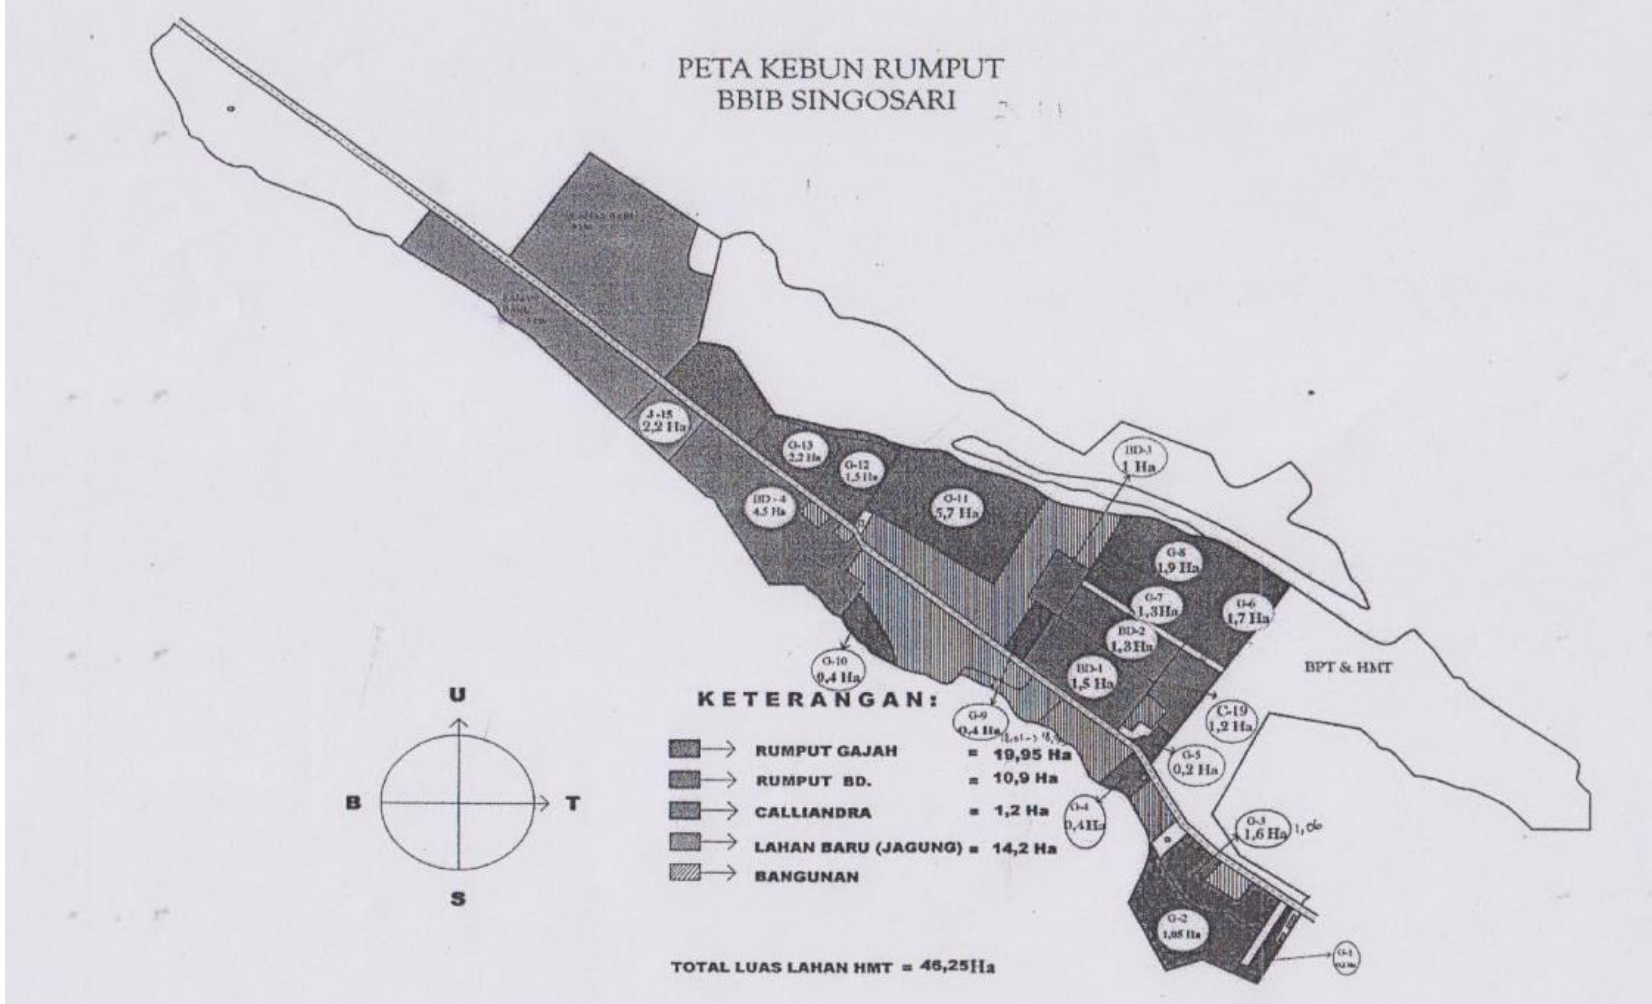 PETA KEBUN RUMPUT
BBIB SINGOSARI
LAHAN BARU
LAHAN
J-15
2,2 Ha
G-13
2,2 Ha
G-12
1,5 Ha
G-11
5,7 Ha
BD-3
1 Ha
BD-4
4.5 Ha
G-8
1,9 Ha
G-7
1,3Ha
G-6
1,7 Ha
BD-2
1,3Ha
BD-1
1,5 Ha
BPT & HMT
G-10
0,4 Ha
G-9
0,4 Ha
C-19
1,2 Ha
G-5
0,2 Ha
G-4
0,4Ha
G-3
1,6 Ha
1,06
G-2
1,05 Ha
G-1
U
B
T
S
KETERANGAN:
RUMPUT GAJAH = 19,95 Ha
RUMPUT BD. = 10,9 Ha
CALLIANDRA = 1,2 Ha
LAHAN BARU (JAGUNG) = 14,2 Ha
BANGUNAN
TOTAL LUAS LAHAN HMT = 46,25Ha